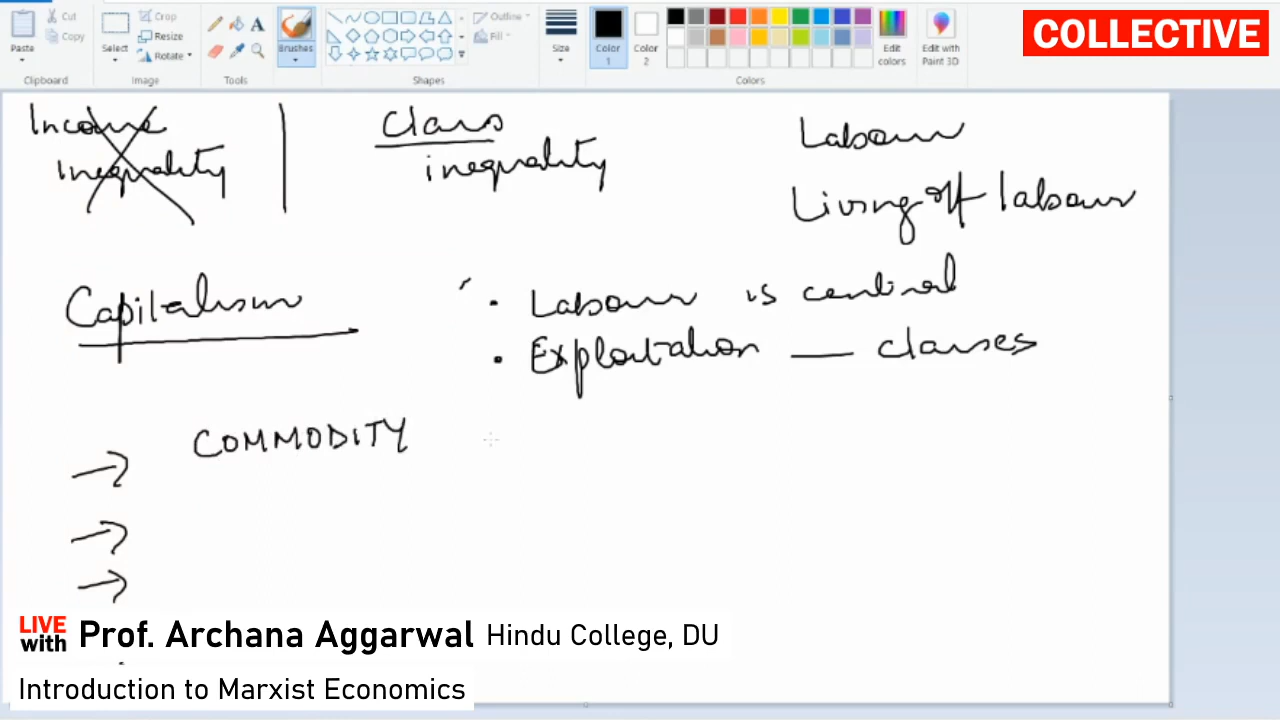 Cut
Copy
Paste
Clipboard
Select
Crop
Resize
Rotate
Image
Tools
Brushes
Shapes
Outline
Fill
Size
Color 1
Color 2
Colors
Edit colors
Edit with Paint 3D
COLLECTIVE
Income
Inequality
Class
inequality
Labour
Living off labour
Capitalism
• Labour is central
• Exploitation — classes
COMMODITY
LIVE with Prof. Archana Aggarwal Hindu College, DU
Introduction to Marxist Economics